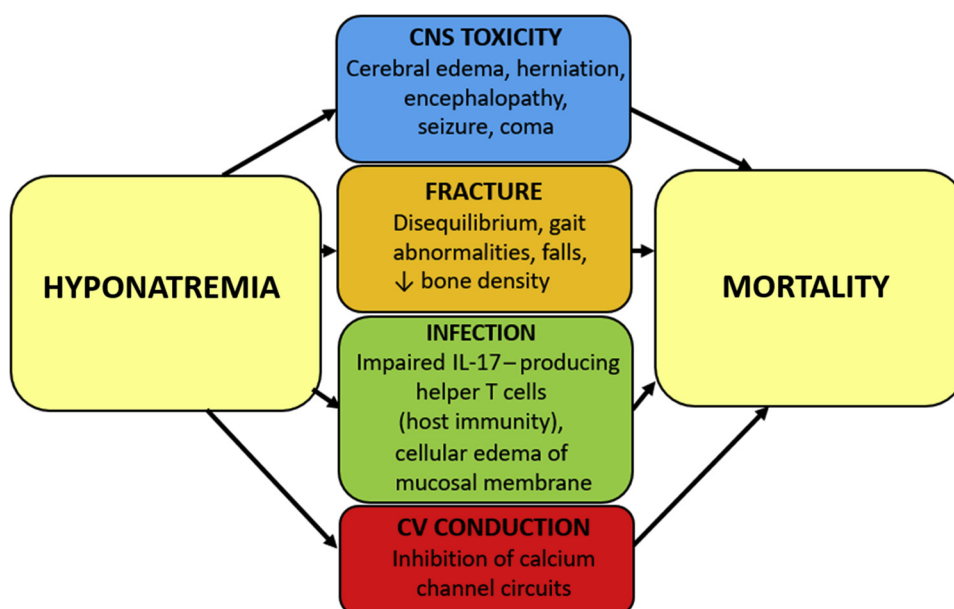 CNS TOXICITY
Cerebral edema, herniation,
encephalopathy,
seizure, coma
HYPONATREMIA
FRACTURE
Disequilibrium, gait
abnormalities, falls,
↓ bone density
INFECTION
Impaired IL-17–producing
helper T cells
(host immunity),
cellular edema of
mucosal membrane
CV CONDUCTION
Inhibition of calcium
channel circuits
MORTALITY